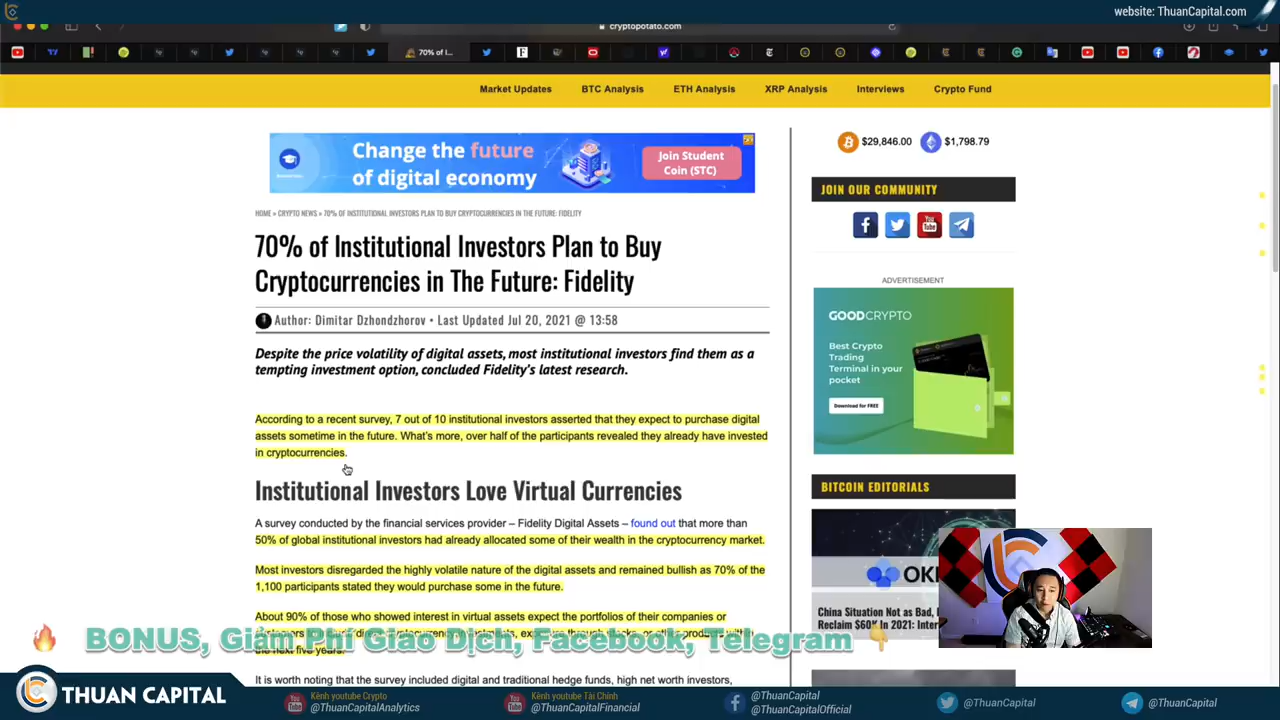 website: ThuanCapital.com
cryptopotato.com
70% of I...
Market Updates
BTC Analysis
ETH Analysis
XRP Analysis
Interviews
Crypto Fund
Change the future
of digital economy
Join Student
Coin (STC)
HOME » CRYPTO NEWS » 70% OF INSTITUTIONAL INVESTORS PLAN TO BUY CRYPTOCURRENCIES IN THE FUTURE: FIDELITY
70% of Institutional Investors Plan to Buy
Cryptocurrencies in The Future: Fidelity
Author: Dimitar Dzhondzhorov • Last Updated Jul 20, 2021 @ 13:58
Despite the price volatility of digital assets, most institutional investors find them as a
tempting investment option, concluded Fidelity's latest research.
According to a recent survey, 7 out of 10 institutional investors asserted that they expect to purchase digital
assets sometime in the future. What's more, over half of the participants revealed they already have invested
in cryptocurrencies.
Institutional Investors Love Virtual Currencies
A survey conducted by the financial services provider – Fidelity Digital Assets – found out that more than
50% of global institutional investors had already allocated some of their wealth in the cryptocurrency market.
Most investors disregarded the highly volatile nature of the digital assets and remained bullish as 70% of the
1,100 participants stated they would purchase some in the future.
About 90% of those who showed interest in virtual assets expect the portfolios of their companies or
the next five years.
It is worth noting that the survey included digital and traditional hedge funds, high net worth investors,
$29,846.00
$1,798.79
JOIN OUR COMMUNITY
You
Tube
ADVERTISEMENT
GOODCRYPTO
Best Crypto
Trading
Terminal in your
pocket
Download for FREE
BITCOIN EDITORIALS
OK
China Situation Not as Bad,
Reclaim $60K In 2021: Inter
BONUS, Giảm Phí Giao Dịch, Facebook, Telegram
THUAN CAPITAL
Kênh youtube Crypto
@ThuanCapitalAnalytics
Kênh youtube Tài Chính
@ThuanCapitalFinancial
@ThuanCapital
@ThuanCapitalOfficial
@ThuanCapital
@ThuanCapital